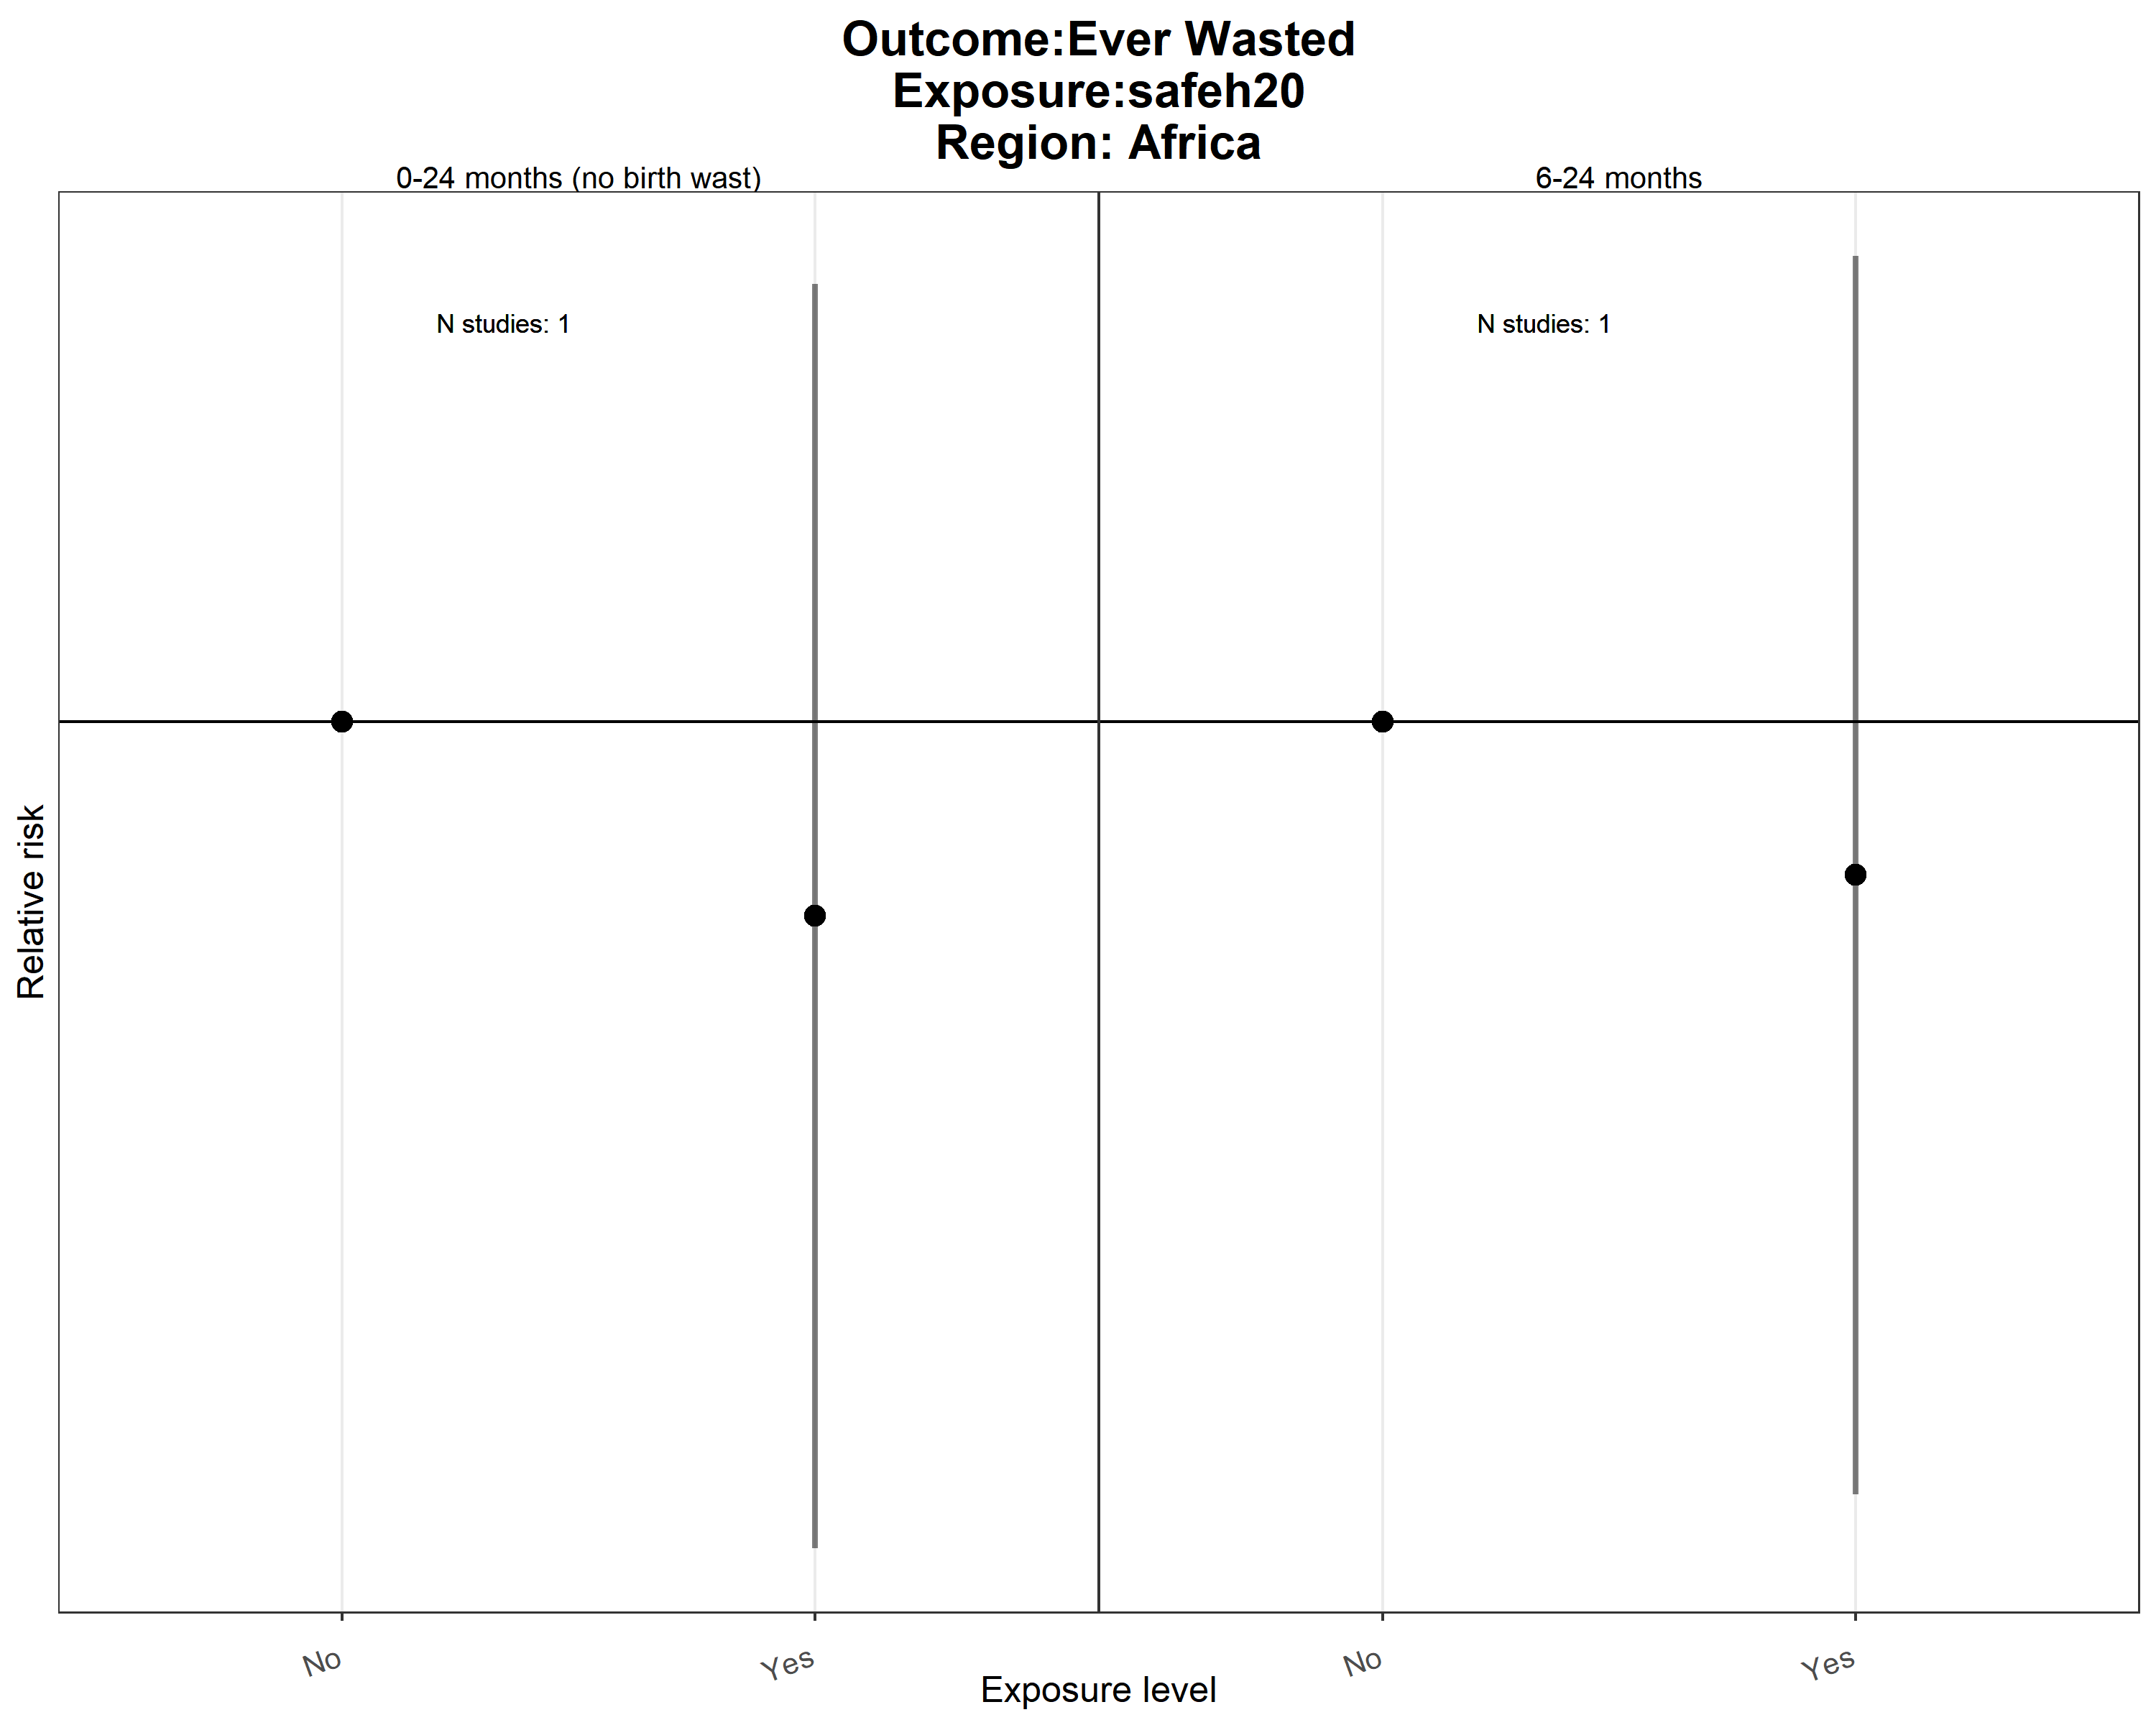 Outcome:Ever Wasted
Exposure:safeh20
Region: Africa
0-24 months (no birth wast)
6-24 months
N studies: 1
N studies: 1
Relative risk
No
Yes
No
Yes
Exposure level